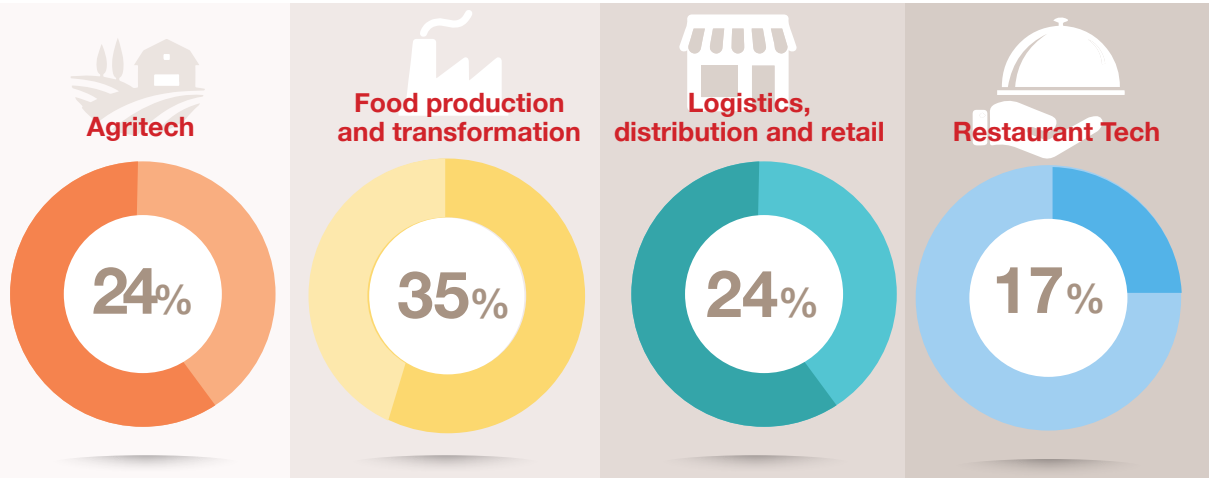 Agritech
24%
Food production
and transformation
35%
Logistics,
distribution and retail
24%
Restaurant Tech
17%